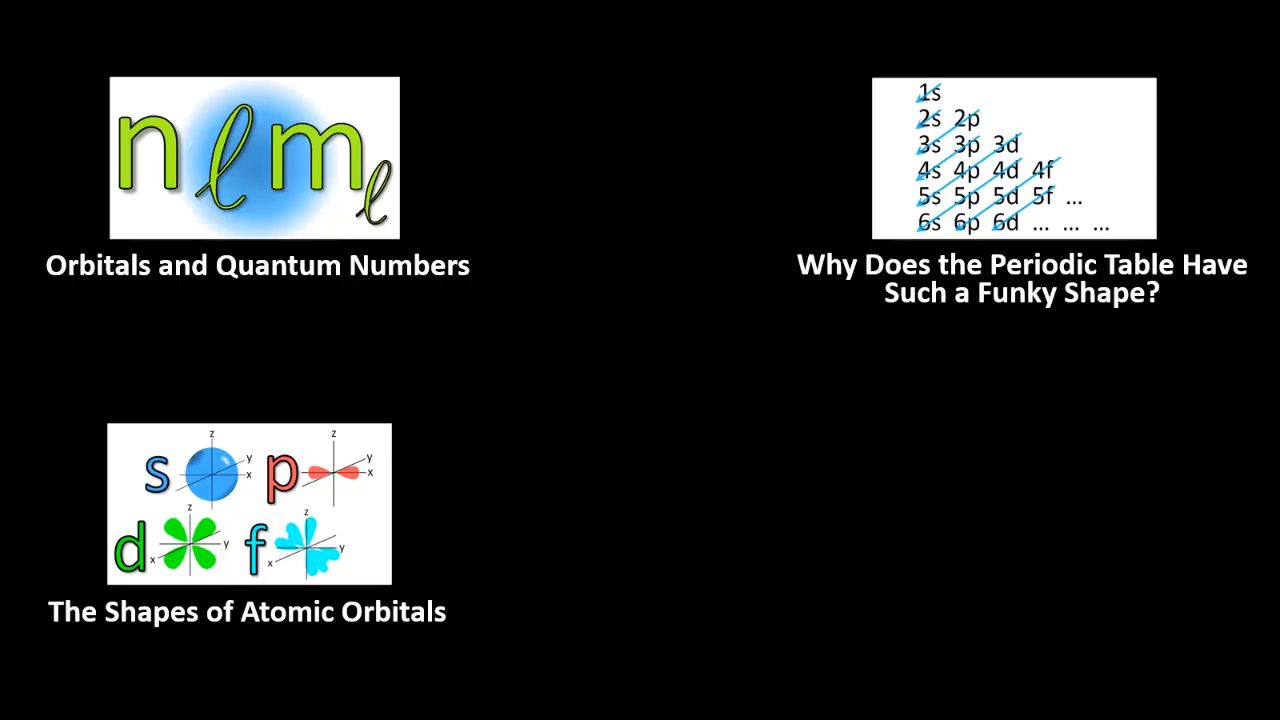 n ℓ m ℓ
Orbitals and Quantum Numbers
1s
2s 2p
3s 3p 3d
4s 4p 4d 4f
5s 5p 5d 5f ...
6s 6p 6d ... ... ...
Why Does the Periodic Table Have
Such a Funky Shape?
z z
s y x p y x
z z
d x y f x y
The Shapes of Atomic Orbitals